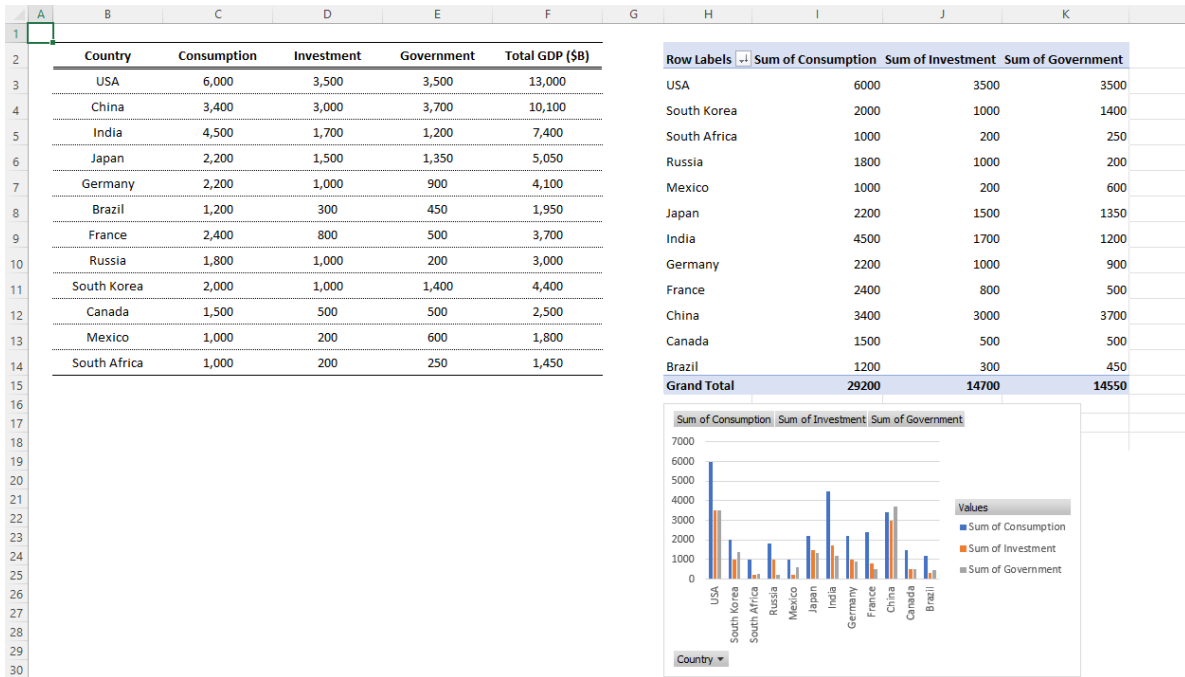 A B C D E F G H I J K
1
2 Country Consumption Investment Government Total GDP ($B) Row Labels Sum of Consumption Sum of Investment Sum of Government
3 USA 6,000 3,500 3,500 13,000 USA 6000 3500 3500
4 China 3,400 3,000 3,700 10,100 South Korea 2000 1000 1400
5 India 4,500 1,700 1,200 7,400 South Africa 1000 200 250
6 Japan 2,200 1,500 1,350 5,050 Russia 1800 1000 200
7 Germany 2,200 1,000 900 4,100 Mexico 1000 200 600
8 Brazil 1,200 300 450 1,950 Japan 2200 1500 1350
9 France 2,400 800 500 3,700 India 4500 1700 1200
10 Russia 1,800 1,000 200 3,000 Germany 2200 1000 900
11 South Korea 2,000 1,000 1,400 4,400 France 2400 800 500
12 Canada 1,500 500 500 2,500 China 3400 3000 3700
13 Mexico 1,000 200 600 1,800 Canada 1500 500 500
14 South Africa 1,000 200 250 1,450 Brazil 1200 300 450
15 Grand Total 29200 14700 14550
16
17 Sum of Consumption Sum of Investment Sum of Government
18 7000
19 6000
20 5000
21 4000
22 3000
23 2000
24 1000
25 0
26
27
28
29
30
USA South Korea South Africa Russia Mexico Japan India Germany France China Canada Brazil
Values
Sum of Consumption
Sum of Investment
Sum of Government
Country